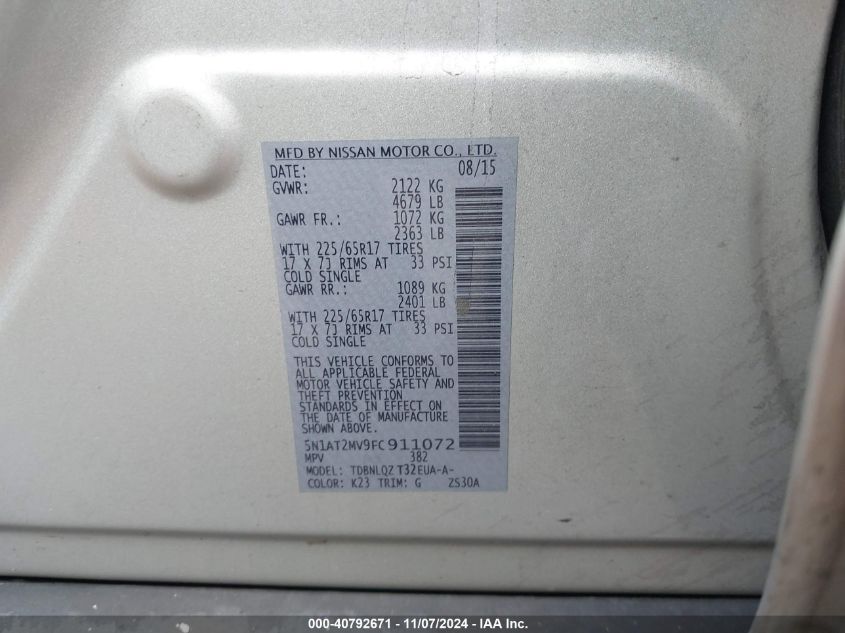 MFD BY NISSAN MOTOR CO., LTD.
DATE: 08/15
GVWR: 2122 KG
4679 LB
GAWR FR.: 1072 KG
2363 LB
WITH 225/65R17 TIRES
17 X 7J RIMS AT 33 PSI
COLD SINGLE
GAWR RR.: 1089 KG
2401 LB
WITH 225/65R17 TIRES
17 X 7J RIMS AT 33 PSI
COLD SINGLE
THIS VEHICLE CONFORMS TO
ALL APPLICABLE FEDERAL
MOTOR VEHICLE SAFETY AND
THEFT PREVENTION
STANDARDS IN EFFECT ON
THE DATE OF MANUFACTURE
SHOWN ABOVE.
5N1AT2MV9FC911072
MPV 382
MODEL: TDBNLQZ T32EUA-A-
COLOR: K23 TRIM: G ZS30A
000-40792671 - 11/07/2024 - IAA Inc.